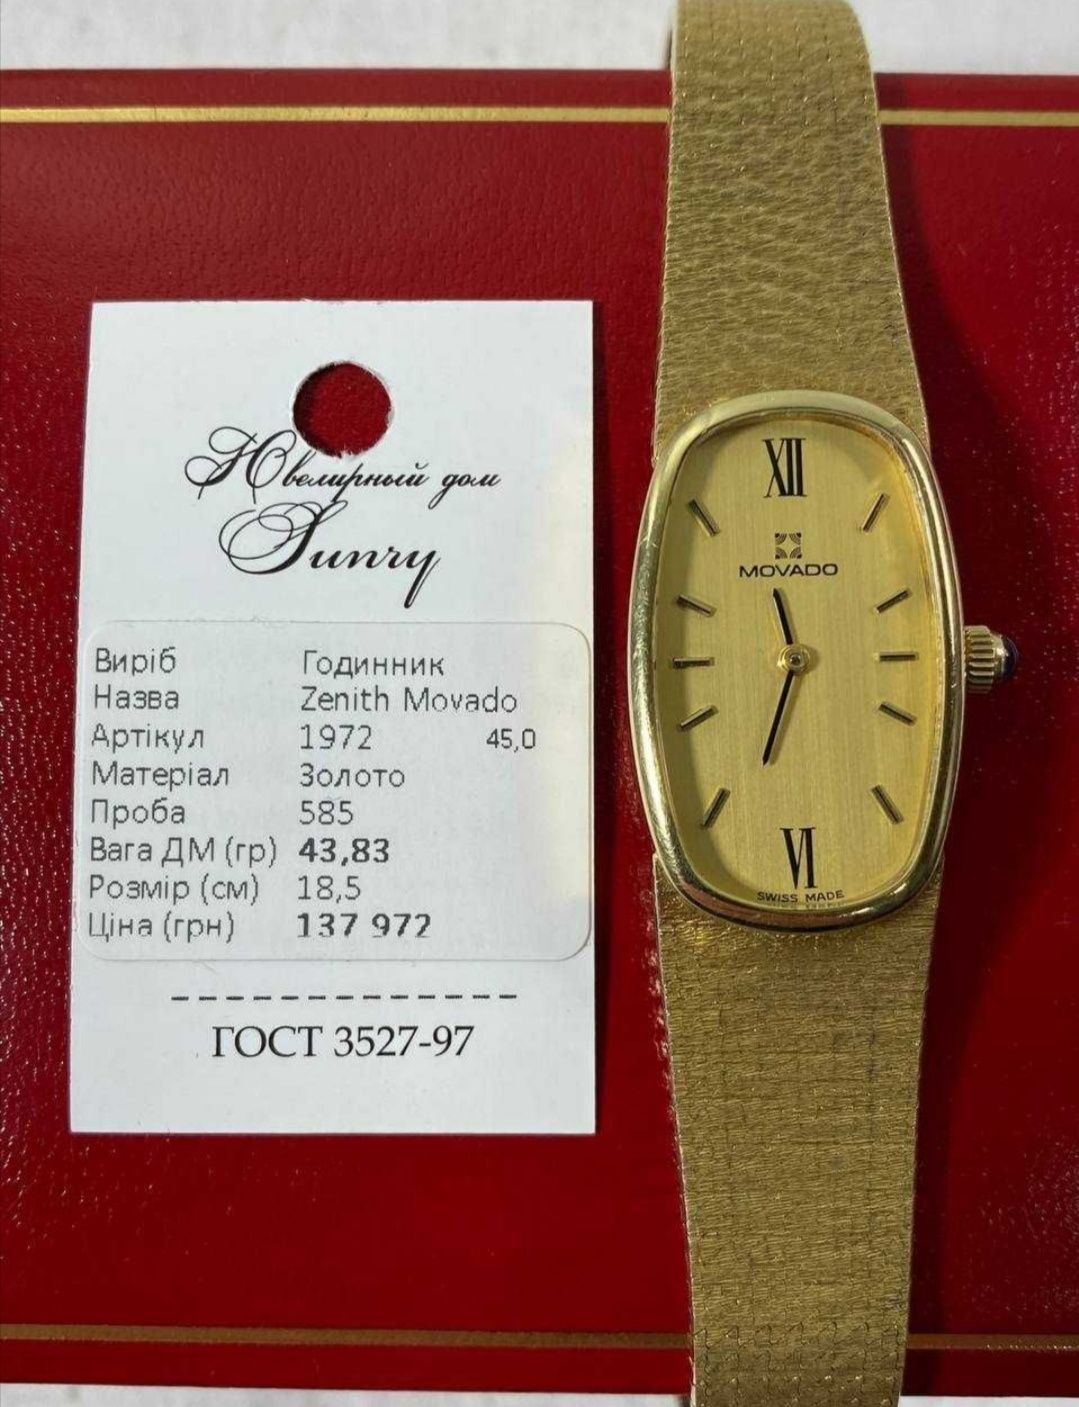 Ювелирный дом
Sunry
Виріб Годинник
Назва Zenith Movado
Артікул 1972 45,0
Матеріал Золото
Проба 585
Вага ДМ (гр) 43,83
Розмір (см) 18,5
Ціна (грн) 137 972
ГОСТ 3527-97
XII
MOVADO
VI
SWISS MADE